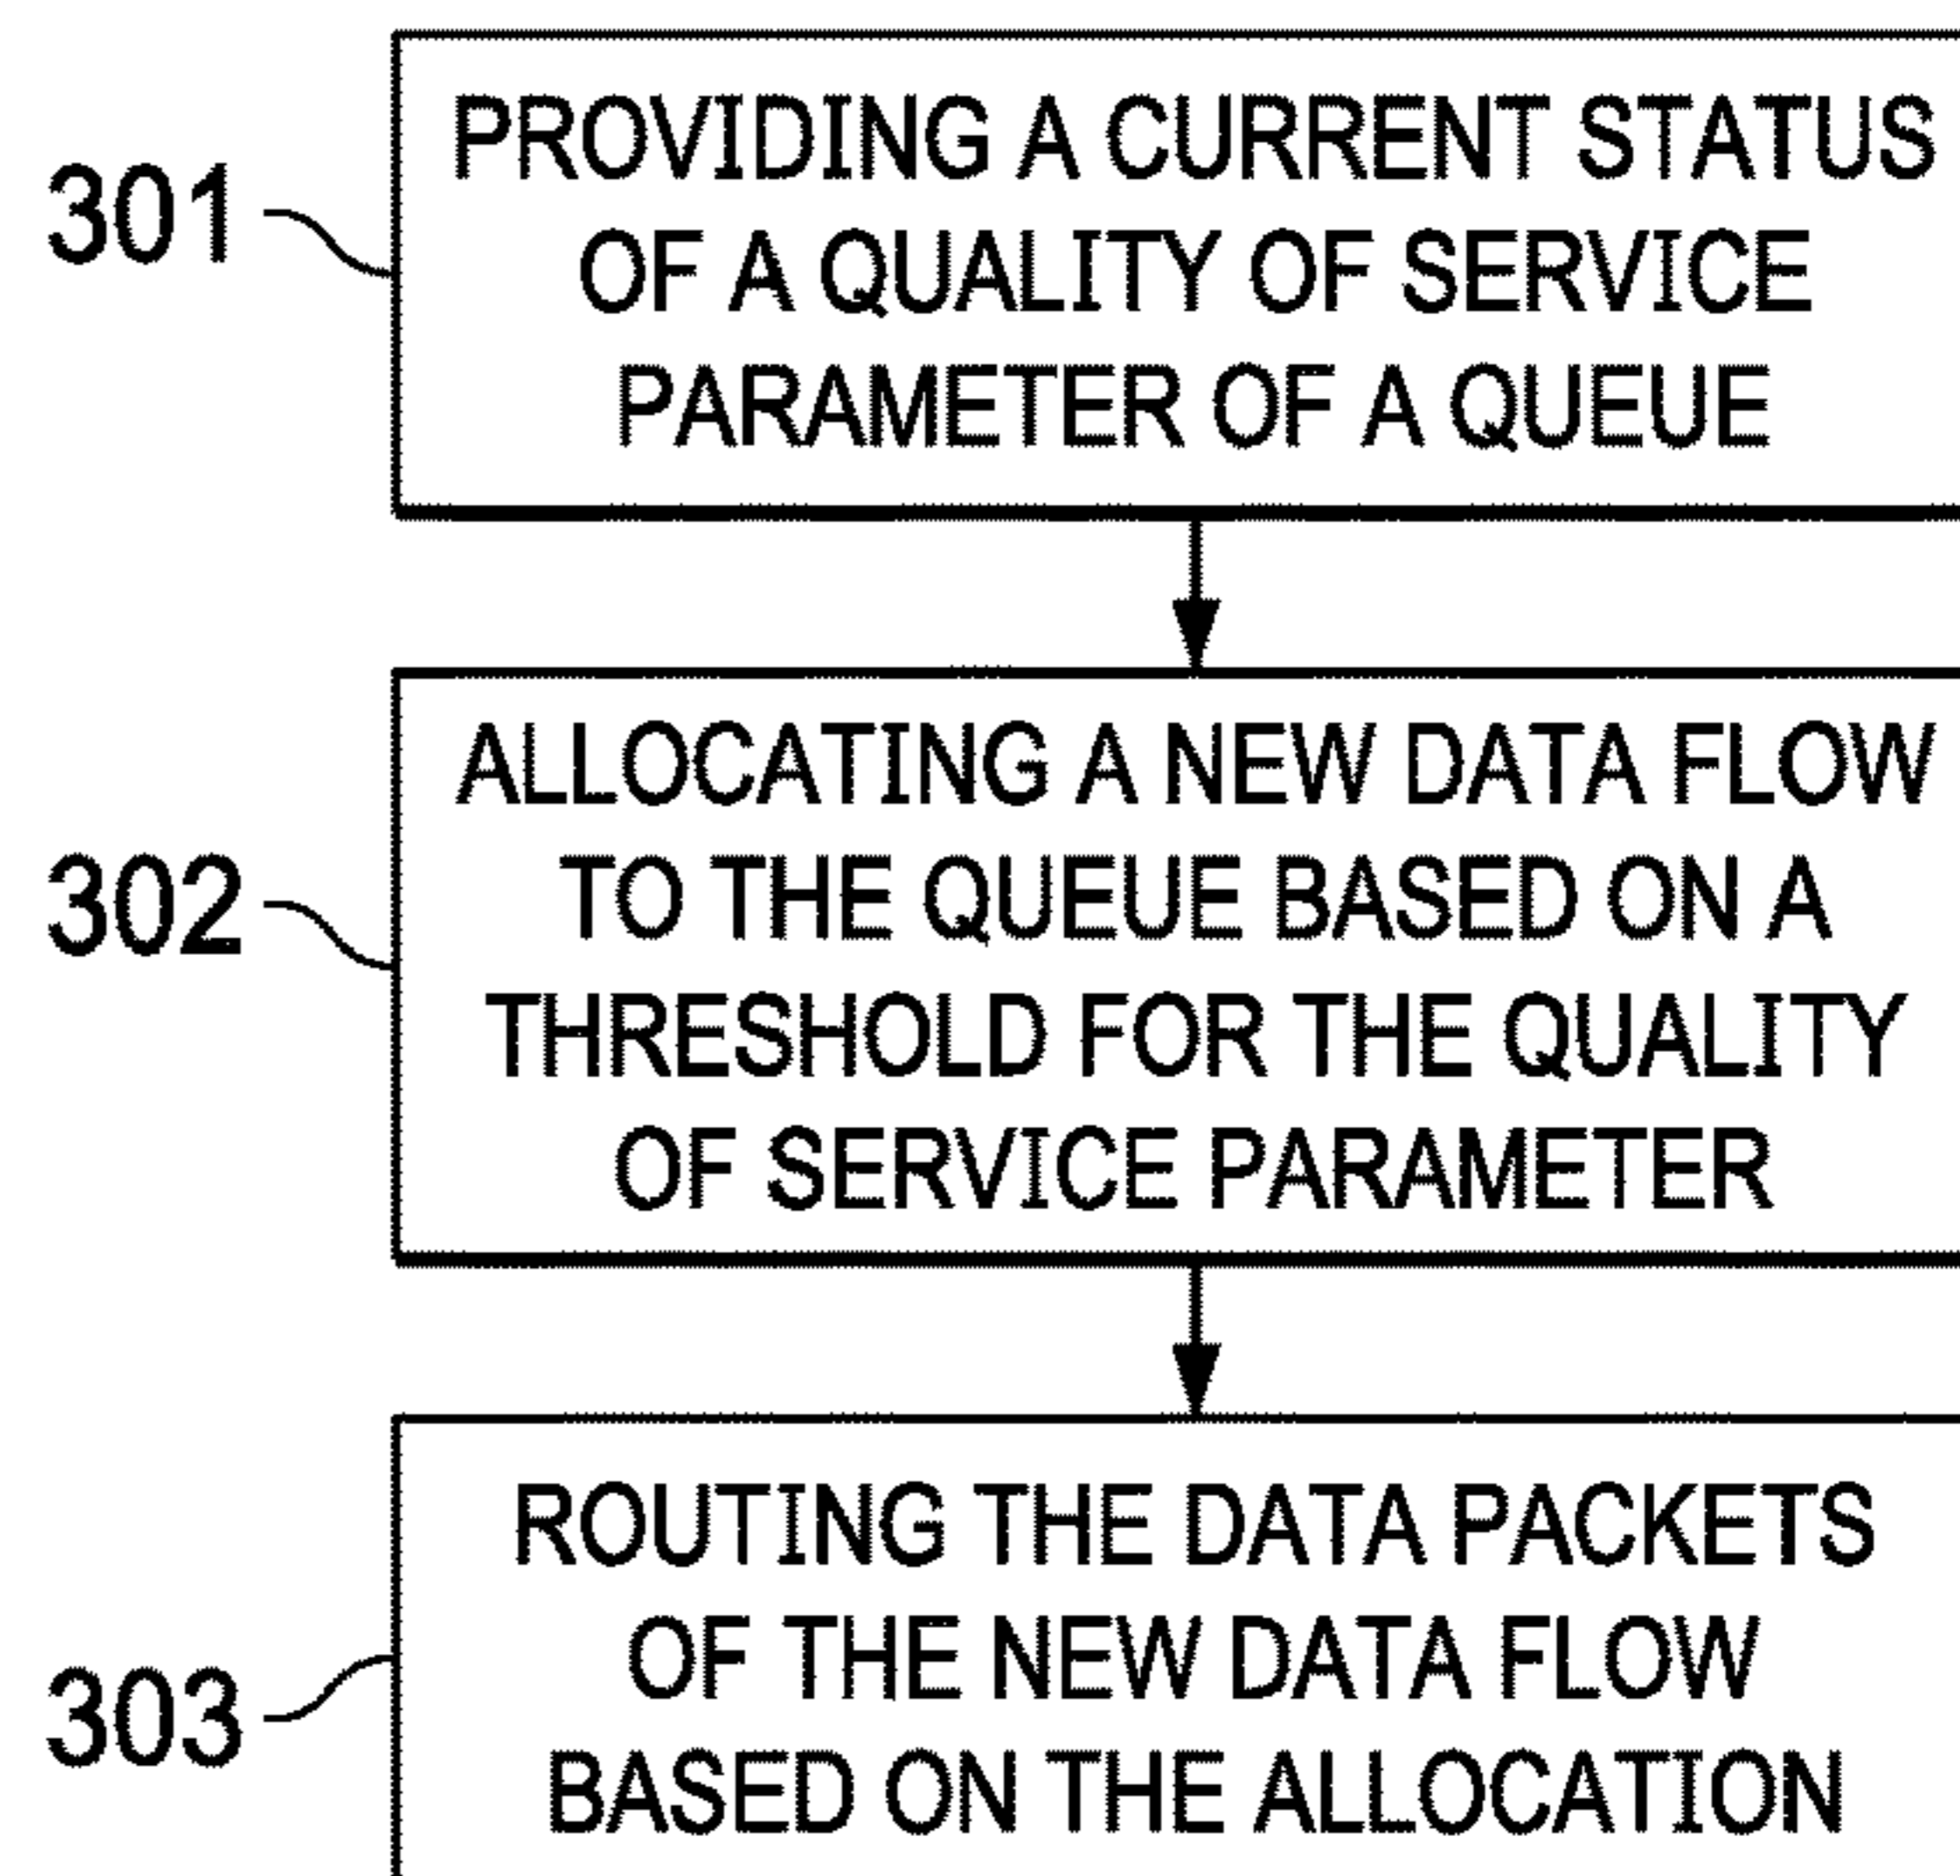 301
PROVIDING A CURRENT STATUS
OF A QUALITY OF SERVICE
PARAMETER OF A QUEUE
302
ALLOCATING A NEW DATA FLOW
TO THE QUEUE BASED ON A
THRESHOLD FOR THE QUALITY
OF SERVICE PARAMETER
303
ROUTING THE DATA PACKETS
OF THE NEW DATA FLOW
BASED ON THE ALLOCATION